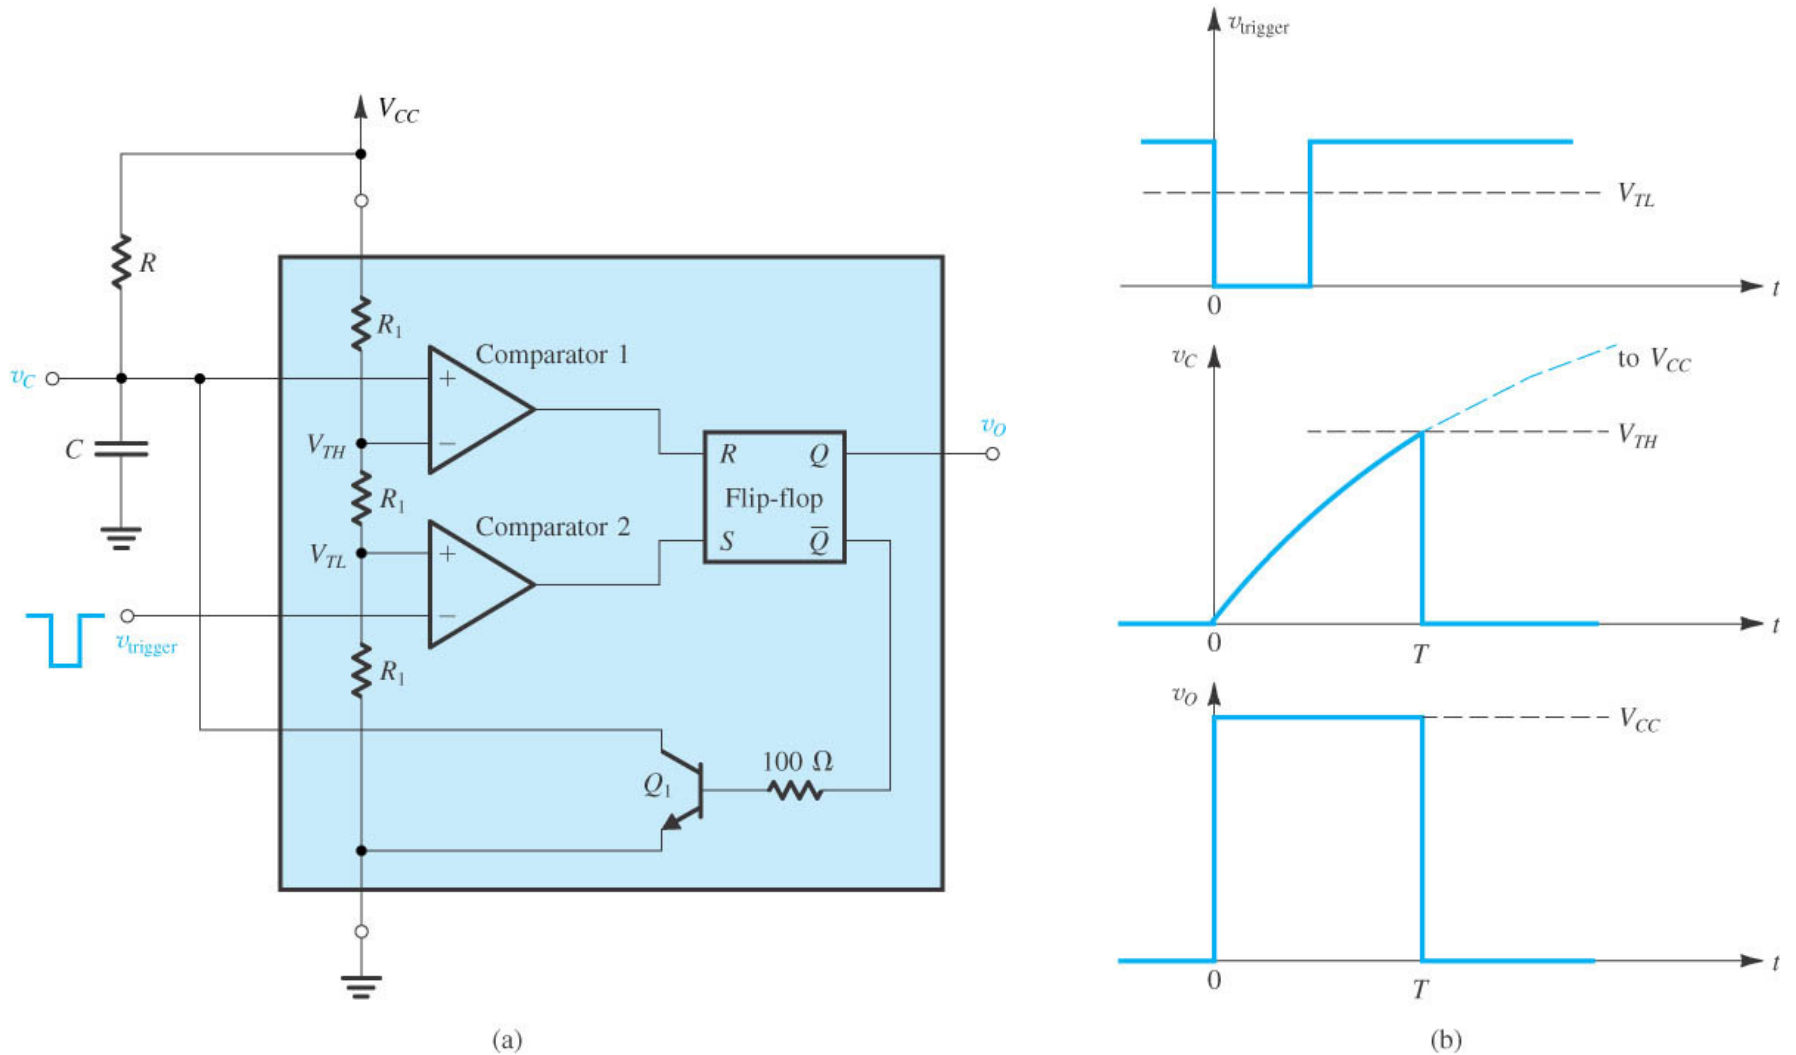 V_CC
R
R_1
Comparator 1
v_C
+
−
V_TH
C
R_1
R Q
Flip-flop
S Q̅
v_O
Comparator 2
V_TL
+
−
v_trigger
R_1
100 Ω
Q_1
(a)
v_trigger
V_TL
0
t
v_C
to V_CC
V_TH
0
T
t
v_O
V_CC
0
T
t
(b)